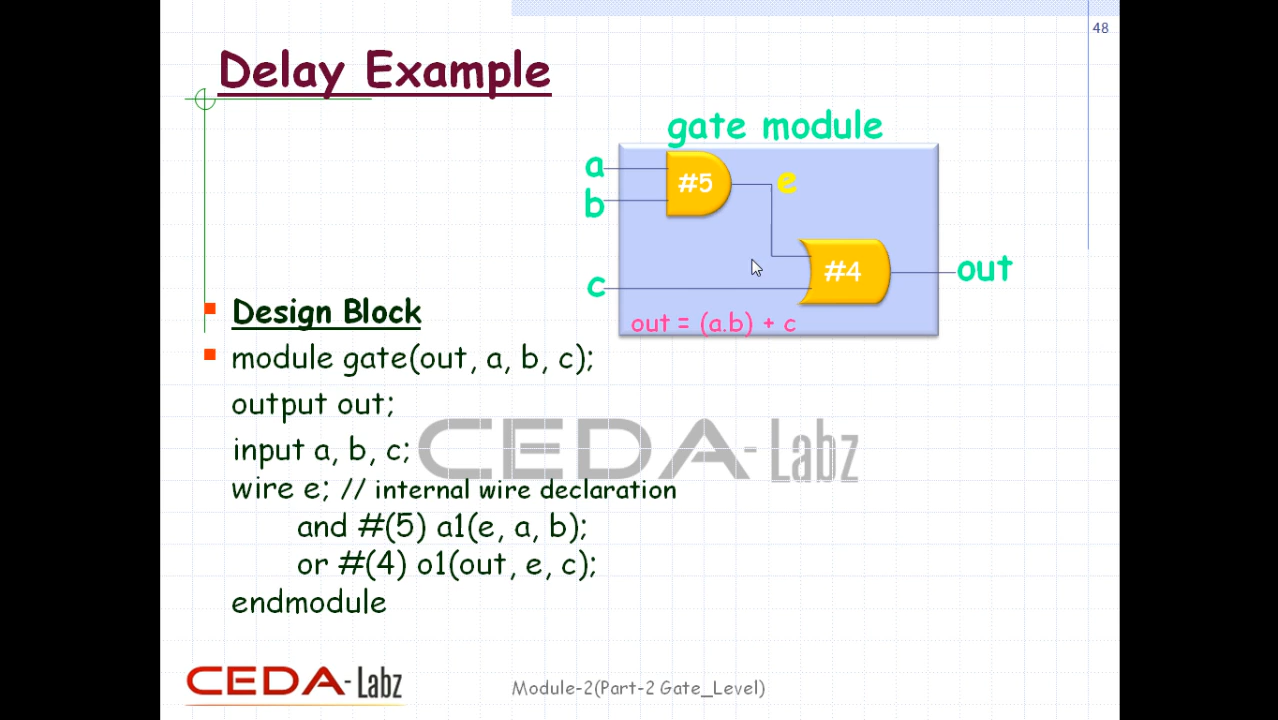 48
Delay Example
gate module
a
#5
e
b
#4
out
c
out = (a.b) + c
Design Block
module gate(out, a, b, c);
output out;
input a, b, c;
CEDA-Labz
wire e; // internal wire declaration
and #(5) a1(e, a, b);
or #(4) o1(out, e, c);
endmodule
CEDA-Labz
Module-2(Part-2 Gate_Level)